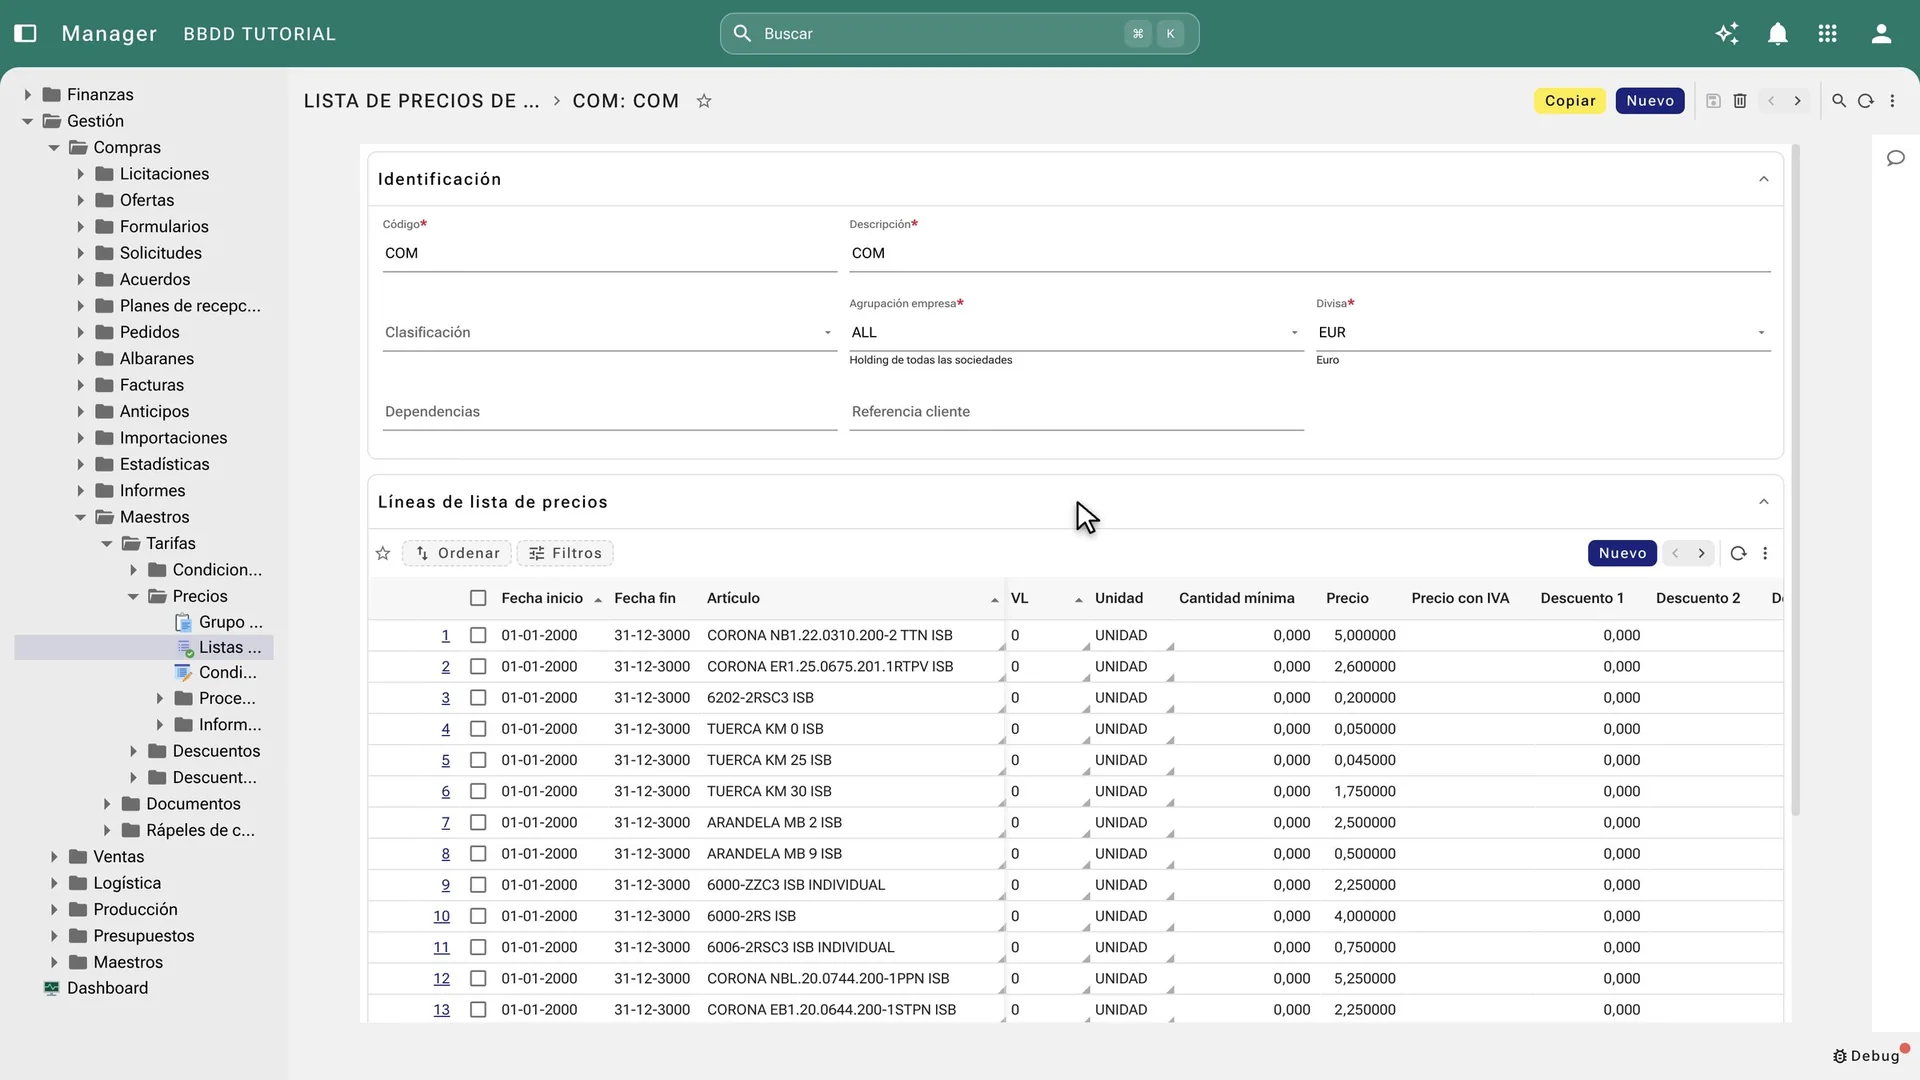 Manager BBDD TUTORIAL
Buscar ⌘ K
Finanzas
Gestión
Compras
Licitaciones
Ofertas
Formularios
Solicitudes
Acuerdos
Planes de recepc...
Pedidos
Albaranes
Facturas
Anticipos
Importaciones
Estadísticas
Informes
Maestros
Tarifas
Condicion...
Precios
Grupo ...
Listas ...
Condi...
Proce...
Inform...
Descuentos
Descuent...
Documentos
Rápeles de c...
Ventas
Logística
Producción
Presupuestos
Maestros
Dashboard
LISTA DE PRECIOS DE ... > COM: COM
Copiar Nuevo
Identificación
Código* Descripción*
COM COM
Agrupación empresa* Divisa*
Clasificación ALL EUR
Holding de todas las sociedades Euro
Dependencias Referencia cliente
Líneas de lista de precios
Ordenar Filtros Nuevo
Fecha inicio Fecha fin Artículo VL Unidad Cantidad mínima Precio Precio con IVA Descuento 1 Descuento 2 De
1 01-01-2000 31-12-3000 CORONA NB1.22.0310.200-2 TTN ISB 0 UNIDAD 0,000 5,000000 0,000
2 01-01-2000 31-12-3000 CORONA ER1.25.0675.201.1RTPV ISB 0 UNIDAD 0,000 2,600000 0,000
3 01-01-2000 31-12-3000 6202-2RSC3 ISB 0 UNIDAD 0,000 0,200000 0,000
4 01-01-2000 31-12-3000 TUERCA KM 0 ISB 0 UNIDAD 0,000 0,050000 0,000
5 01-01-2000 31-12-3000 TUERCA KM 25 ISB 0 UNIDAD 0,000 0,045000 0,000
6 01-01-2000 31-12-3000 TUERCA KM 30 ISB 0 UNIDAD 0,000 1,750000 0,000
7 01-01-2000 31-12-3000 ARANDELA MB 2 ISB 0 UNIDAD 0,000 2,500000 0,000
8 01-01-2000 31-12-3000 ARANDELA MB 9 ISB 0 UNIDAD 0,000 0,500000 0,000
9 01-01-2000 31-12-3000 6000-ZZC3 ISB INDIVIDUAL 0 UNIDAD 0,000 2,250000 0,000
10 01-01-2000 31-12-3000 6000-2RS ISB 0 UNIDAD 0,000 4,000000 0,000
11 01-01-2000 31-12-3000 6006-2RSC3 ISB INDIVIDUAL 0 UNIDAD 0,000 0,750000 0,000
12 01-01-2000 31-12-3000 CORONA NBL.20.0744.200-1PPN ISB 0 UNIDAD 0,000 5,250000 0,000
13 01-01-2000 31-12-3000 CORONA EB1.20.0644.200-1STPN ISB 0 UNIDAD 0,000 2,250000 0,000
Debug